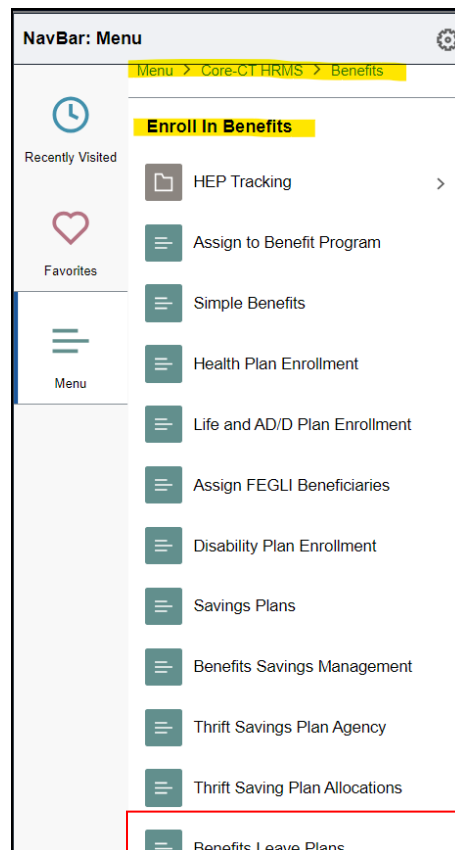 NavBar: Menu
Menu > Core-CT HRMS > Benefits
Recently Visited
Favorites
Menu
Enroll In Benefits
HEP Tracking
Assign to Benefit Program
Simple Benefits
Health Plan Enrollment
Life and AD/D Plan Enrollment
Assign FEGLI Beneficiaries
Disability Plan Enrollment
Savings Plans
Benefits Savings Management
Thrift Savings Plan Agency
Thrift Saving Plan Allocations
Benefits Leave Plans